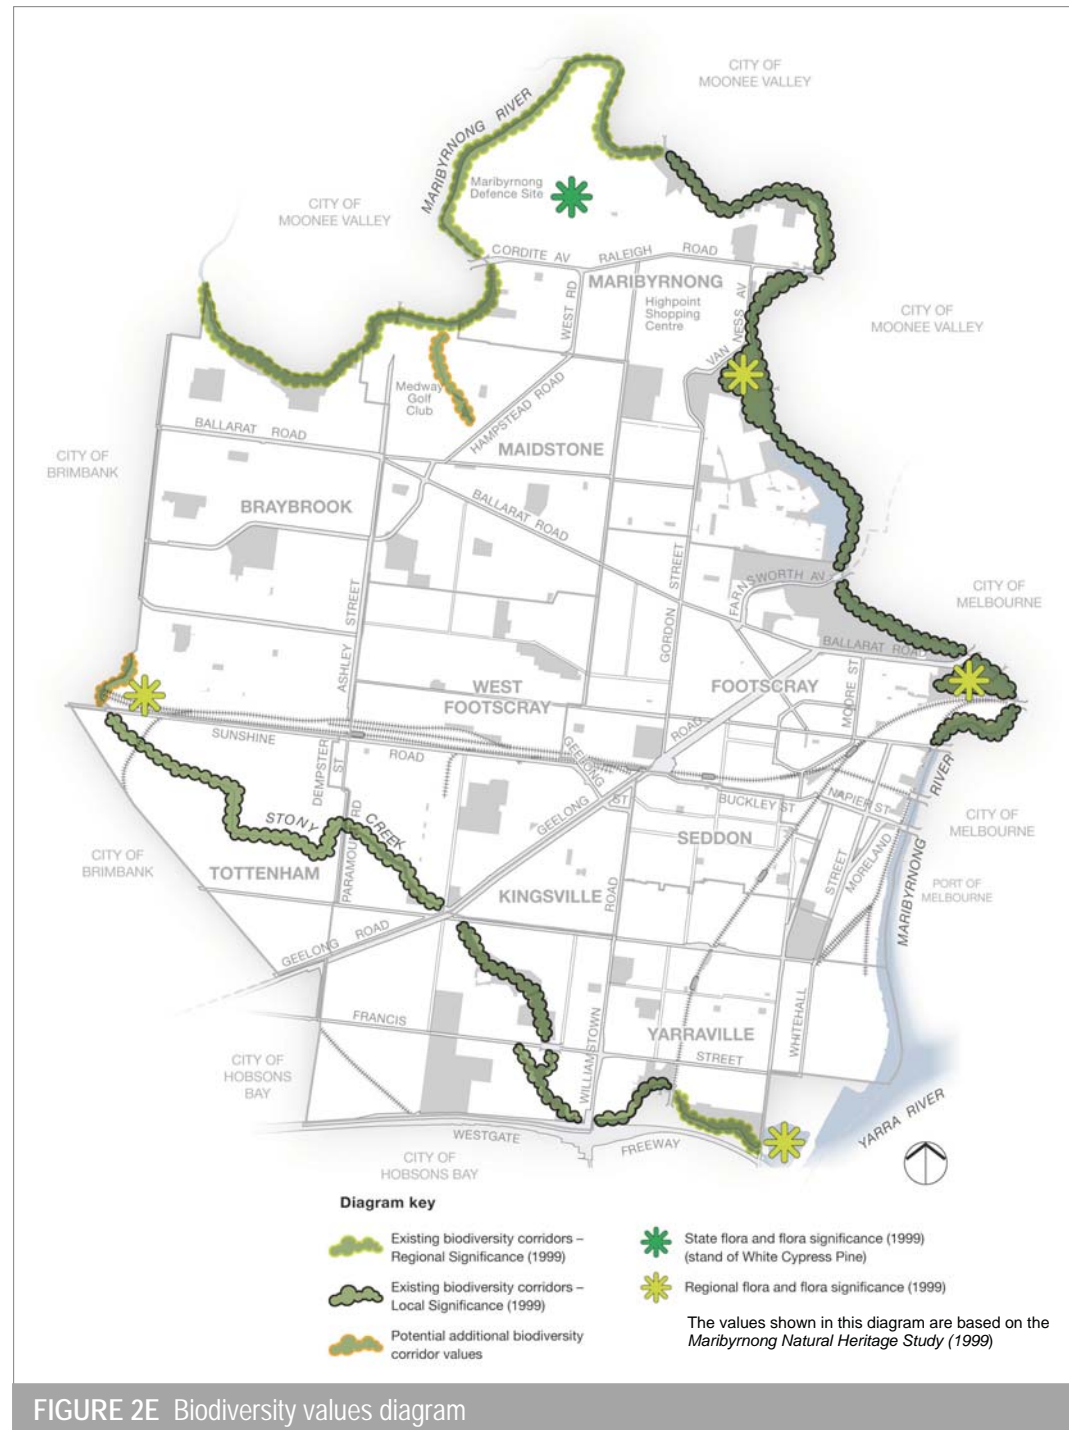 CITY OF
MOONEE VALLEY
MARIBYRNONG RIVER
Maribyrnong
Defence Site
CITY OF
MOONEE VALLEY
CORDITE AV
RALEIGH
ROAD
MARIBYRNONG
WEST RD
Highpoint
Shopping
Centre
VAN NESS AV
CITY OF
MOONEE VALLEY
Medway
Golf
Club
HAMPSTEAD ROAD
BALLARAT ROAD
MAIDSTONE
CITY OF
BRIMBANK
BRAYBROOK
BALLARAT ROAD
ASHLEY STREET
GORDON STREET
FARNSWORTH AV
CITY OF
MELBOURNE
BALLARAT ROAD
WEST
FOOTSCRAY
FOOTSCRAY
MOORE ST
SUNSHINE ROAD
DEMPSTER ST
GEELONG ST
GEELONG ROAD
BUCKLEY ST
NAPIER ST
MARIBYRNONG RIVER
CITY OF
MELBOURNE
STONY CREEK
SEDDON
CITY OF
BRIMBANK
TOTTENHAM
PARAMOUNT RD
KINGSVILLE
ROAD
STREET
MORELAND
PORT OF
MELBOURNE
GEELONG ROAD
FRANCIS
WILLIAMSTOWN
YARRAVILLE
STREET
WHITEHALL
CITY OF
HOBSONS
BAY
YARRA RIVER
WESTGATE
FREEWAY
CITY OF
HOBSONS BAY
Diagram key
Existing biodiversity corridors –
Regional Significance (1999)
Existing biodiversity corridors –
Local Significance (1999)
Potential additional biodiversity
corridor values
State flora and flora significance (1999)
(stand of White Cypress Pine)
Regional flora and flora significance (1999)
The values shown in this diagram are based on the
Maribyrnong Natural Heritage Study (1999)
FIGURE 2E Biodiversity values diagram